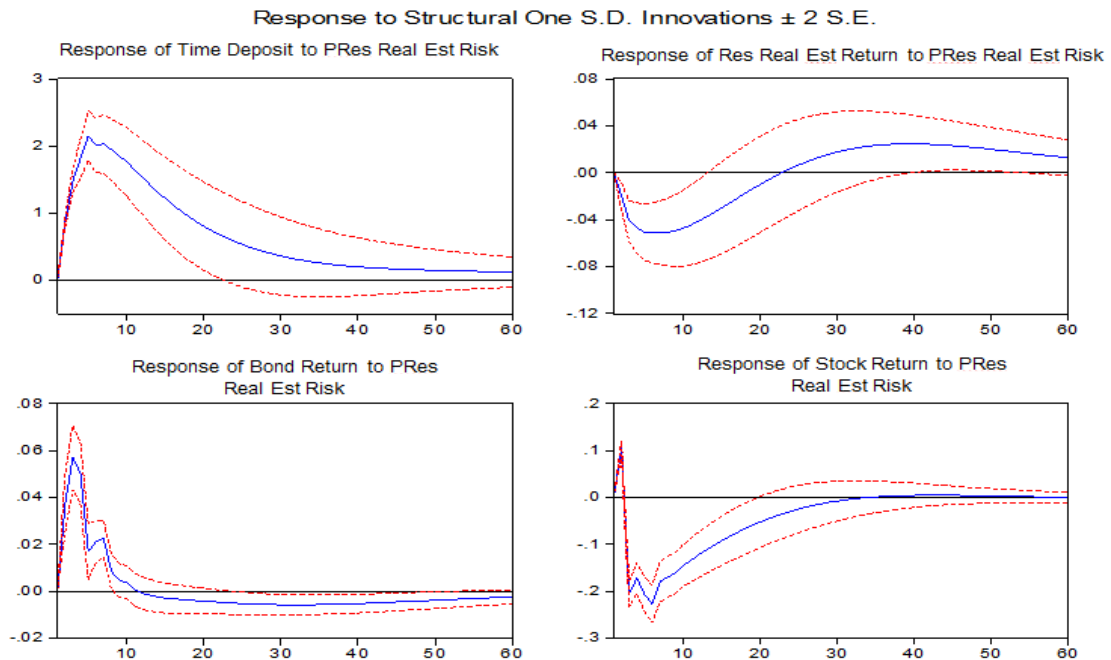 Response to Structural One S.D. Innovations ± 2 S.E.
Response of Time Deposit to PRes Real Est Risk
3
2
1
0
10 20 30 40 50 60
Response of Res Real Est Return to PRes Real Est Risk
.08
.04
.00
-.04
-.08
-.12
10 20 30 40 50 60
Response of Bond Return to PRes
Real Est Risk
.08
.06
.04
.02
.00
-.02
10 20 30 40 50 60
Response of Stock Return to PRes
Real Est Risk
.2
.1
.0
-.1
-.2
-.3
10 20 30 40 50 60